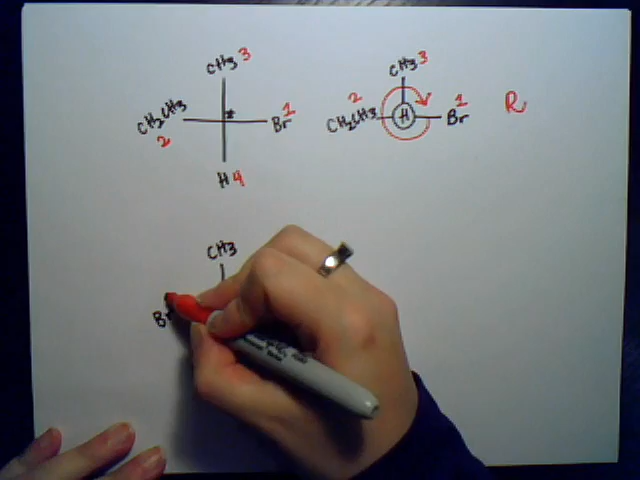 CH3 3
CH2CH3 2
* Br 1
H 4
CH3 3
2 CH2CH3
H
Br 1
R
CH3
Br